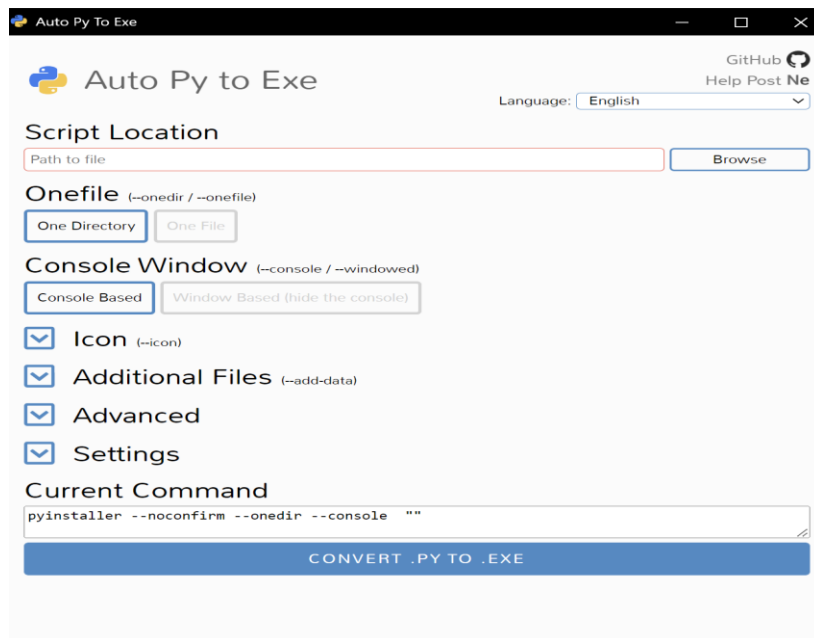 Auto Py To Exe
GitHub
Auto Py to Exe
Help Post Ne
Language: English
Script Location
Path to file
Browse
Onefile (--onedir / --onefile)
One Directory
One File
Console Window (--console / --windowed)
Console Based
Window Based (hide the console)
Icon (--icon)
Additional Files (--add-data)
Advanced
Settings
Current Command
pyinstaller --noconfirm --onedir --console  ""
CONVERT .PY TO .EXE